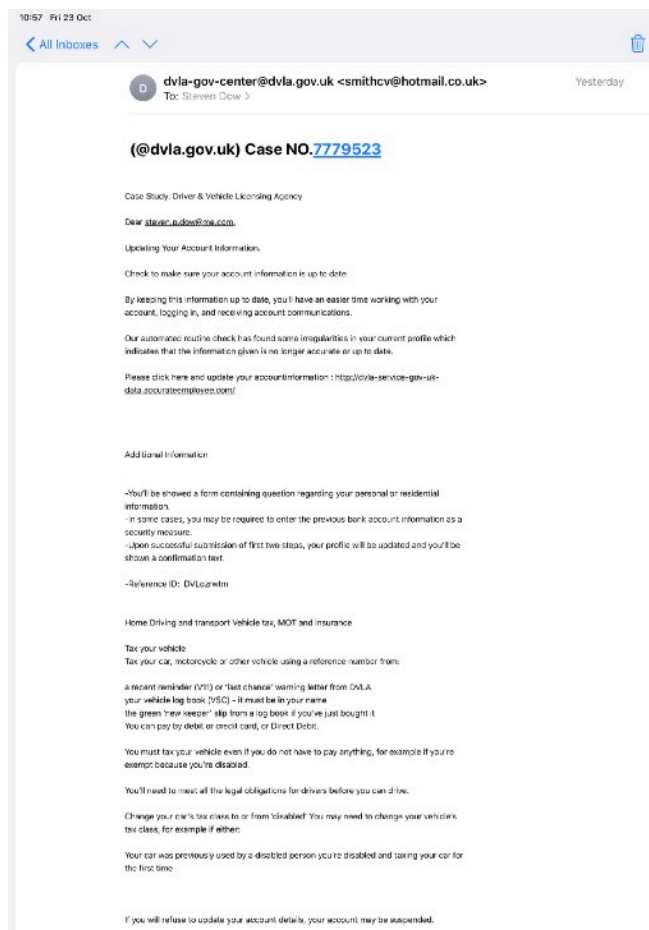 10:57 Fri 23 Oct
All Inboxes
D
dvla-gov-center@dvla.gov.uk <smithcv@hotmail.co.uk>
Yesterday
To: Steven Dow >
(@dvla.gov.uk) Case NO.7779523
Case Study: Driver & Vehicle Licensing Agency
Dear steven.p.dow@me.com,
Updating Your Account Information.
Check to make sure your account information is up to date
By keeping this information up to date, you'll have an easier time working with your
account, logging in, and receiving account communications.
Our automated routine check has found some irregularities in your current profile which
indicates that the information given is no longer accurate or up to date.
Please click here and update your accountinformation : http://dvla-service-gov-uk-
data.accurateemployee.com/
Additional Information
-You'll be showed a form containing question regarding your personal or residential
information.
-In some cases, you may be required to enter the previous bank account information as a
security measure.
-Upon successful submission of first two steps, your profile will be updated and you'll be
shown a confirmation text.
-Reference ID:
Home Driving and transport Vehicle tax, MOT and insurance
Tax your vehicle
Tax your car, motorcycle or other vehicle using a reference number from:
a recent reminder (V11) or 'last chance' warning letter from DVLA
your vehicle log book (V5C) - it must be in your name
the green 'new keeper' slip from a log book if you've just bought it
You can pay by debit or credit card, or Direct Debit.
You must tax your vehicle even if you do not have to pay anything, for example if you're
exempt because you're disabled.
You'll need to meet all the legal obligations for drivers before you can drive.
Change your car's tax class to or from 'disabled' You may need to change your vehicle's
tax class, for example if either:
Your car was previously used by a disabled person you're disabled and taxing your car for
the first time
If you will refuse to update your account details, your account may be suspended.